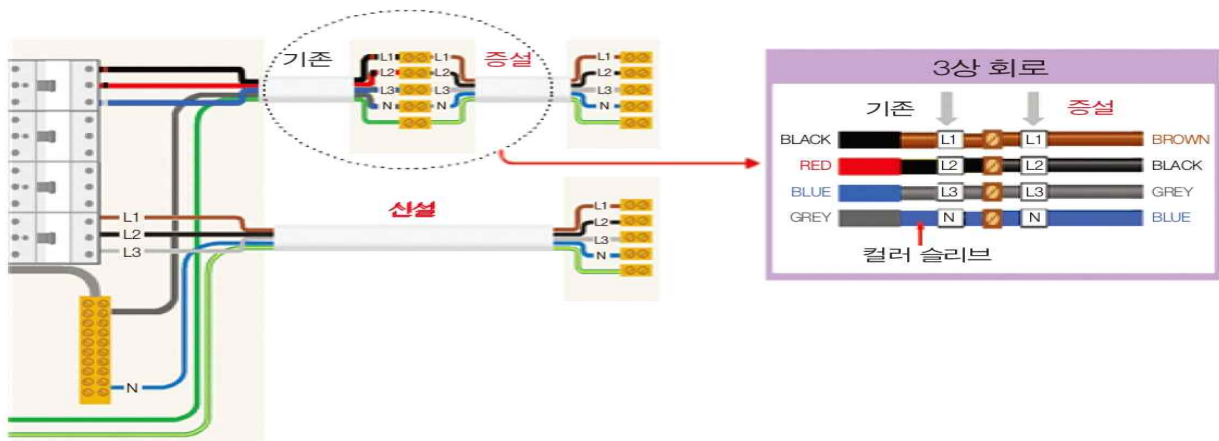 기존
증설
L1
L2
L3
N
L1
L2
L3
N
L1
L2
L3
N
신설
L1
L2
L3
L1
L2
L3
N
N
3상 회로
기존 증설
BLACK L1 L1 BROWN
RED L2 L2 BLACK
BLUE L3 L3 GREY
GREY N N BLUE
컬러 슬리브